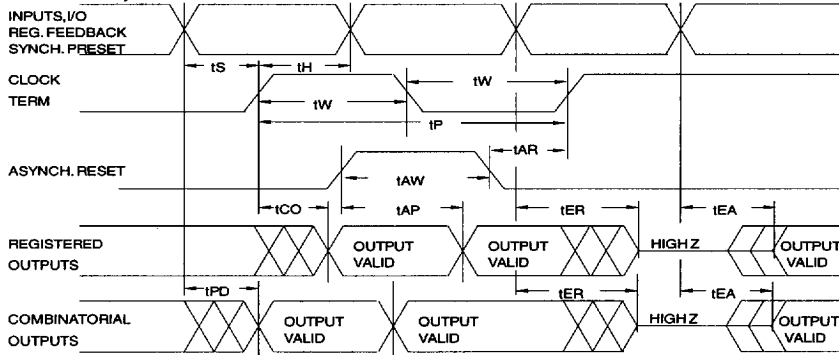 INPUTS,I/O
REG. FEEDBACK
SYNCH. PRESET
tS
tH
CLOCK
TERM
tW
tW
tP
tAR
ASYNCH. RESET
tAW
tCO
tAP
tER
tEA
REGISTERED
OUTPUTS
OUTPUT
VALID
OUTPUT
VALID
HIGH Z
OUTPUT
VALID
tPD
tER
tEA
COMBINATORIAL
OUTPUTS
OUTPUT
VALID
OUTPUT
VALID
HIGH Z
OUTPUT
VALID